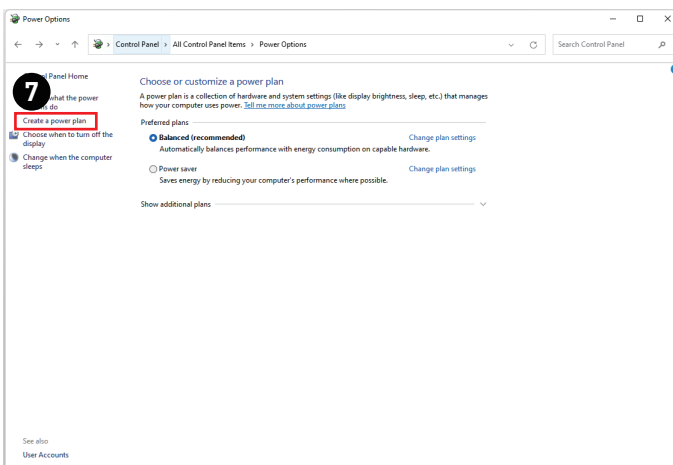 Power Options
Control Panel > All Control Panel Items > Power Options
Search Control Panel
7
l Panel Home
what the power
s do
Create a power plan
Choose when to turn off the
display
Change when the computer
sleeps
Choose or customize a power plan
A power plan is a collection of hardware and system settings (like display brightness, sleep, etc.) that manages
how your computer uses power. Tell me more about power plans
Preferred plans
Balanced (recommended) Change plan settings
Automatically balances performance with energy consumption on capable hardware.
Power saver Change plan settings
Saves energy by reducing your computer's performance where possible.
Show additional plans
See also
User Accounts